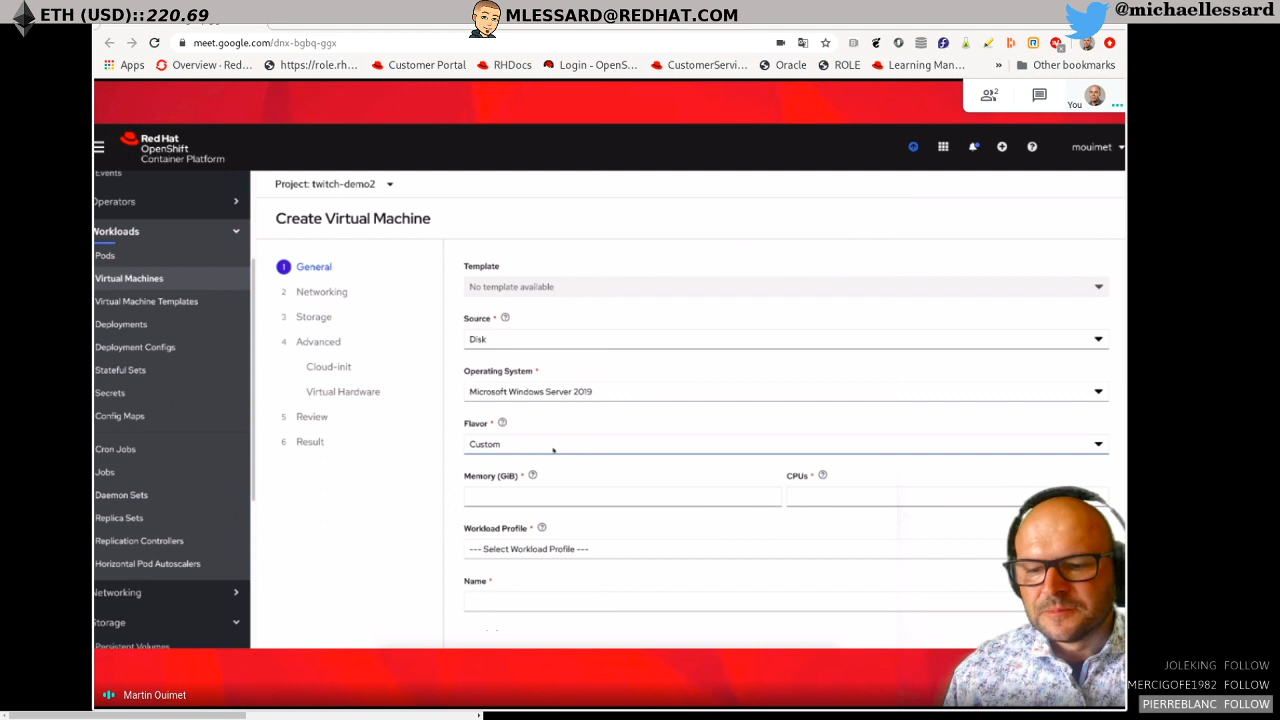 ETH (USD)::220.69
MLESSARD@REDHAT.COM
@michaellessard
meet.google.com/dnx-bgbq-ggx
Apps
Overview - Red...
https://role.rh...
Customer Portal
RHDocs
Login - OpenS...
CustomerServi...
Oracle
ROLE
Learning Man...
»
Other bookmarks
2
You
Red Hat
OpenShift
Container Platform
mouimet
Events
Operators
Workloads
Pods
Virtual Machines
Virtual Machine Templates
Deployments
Deployment Configs
Stateful Sets
Secrets
Config Maps
Cron Jobs
Jobs
Daemon Sets
Replica Sets
Replication Controllers
Horizontal Pod Autoscalers
Networking
Storage
Persistent Volumes
Project: twitch-demo2
Create Virtual Machine
1 General
2 Networking
3 Storage
4 Advanced
Cloud-init
Virtual Hardware
5 Review
6 Result
Template
No template available
Source *
Disk
Operating System *
Microsoft Windows Server 2019
Flavor *
Custom
Memory (GiB) *
CPUs *
Workload Profile *
--- Select Workload Profile ---
Name *
Martin Ouimet
JOLEKING FOLLOW
MERCIGOFE1982 FOLLOW
PIERREBLANC FOLLOW